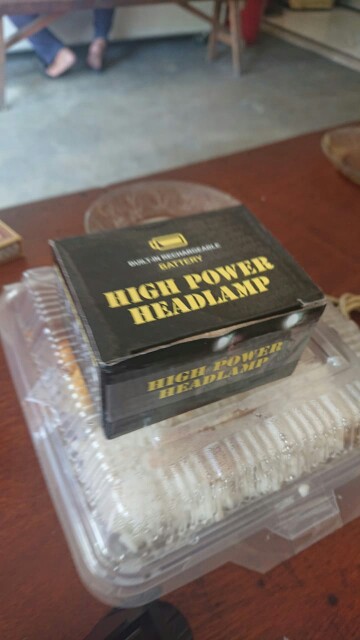 BUILT-IN RECHARGEABLE
BATTERY
HIGH POWER
HEADLAMP
HIGH POWER
HEADLAMP